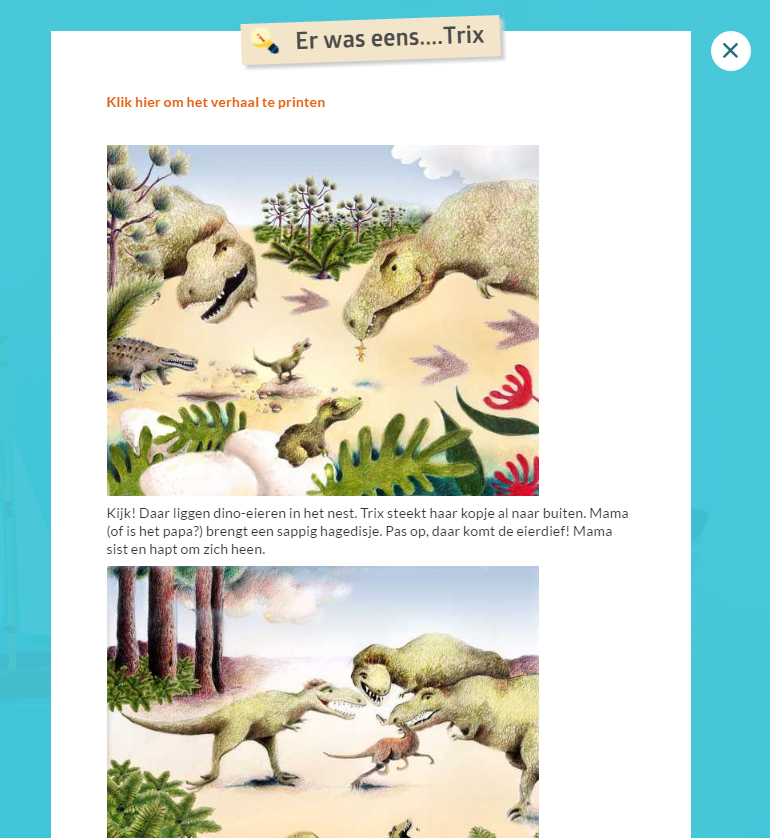 Er was eens....Trix
Klik hier om het verhaal te printen
Kijk! Daar liggen dino-eieren in het nest. Trix steekt haar kopje al naar buiten. Mama
(of is het papa?) brengt een sappig hagedisje. Pas op, daar komt de eierdief! Mama
sist en hapt om zich heen.